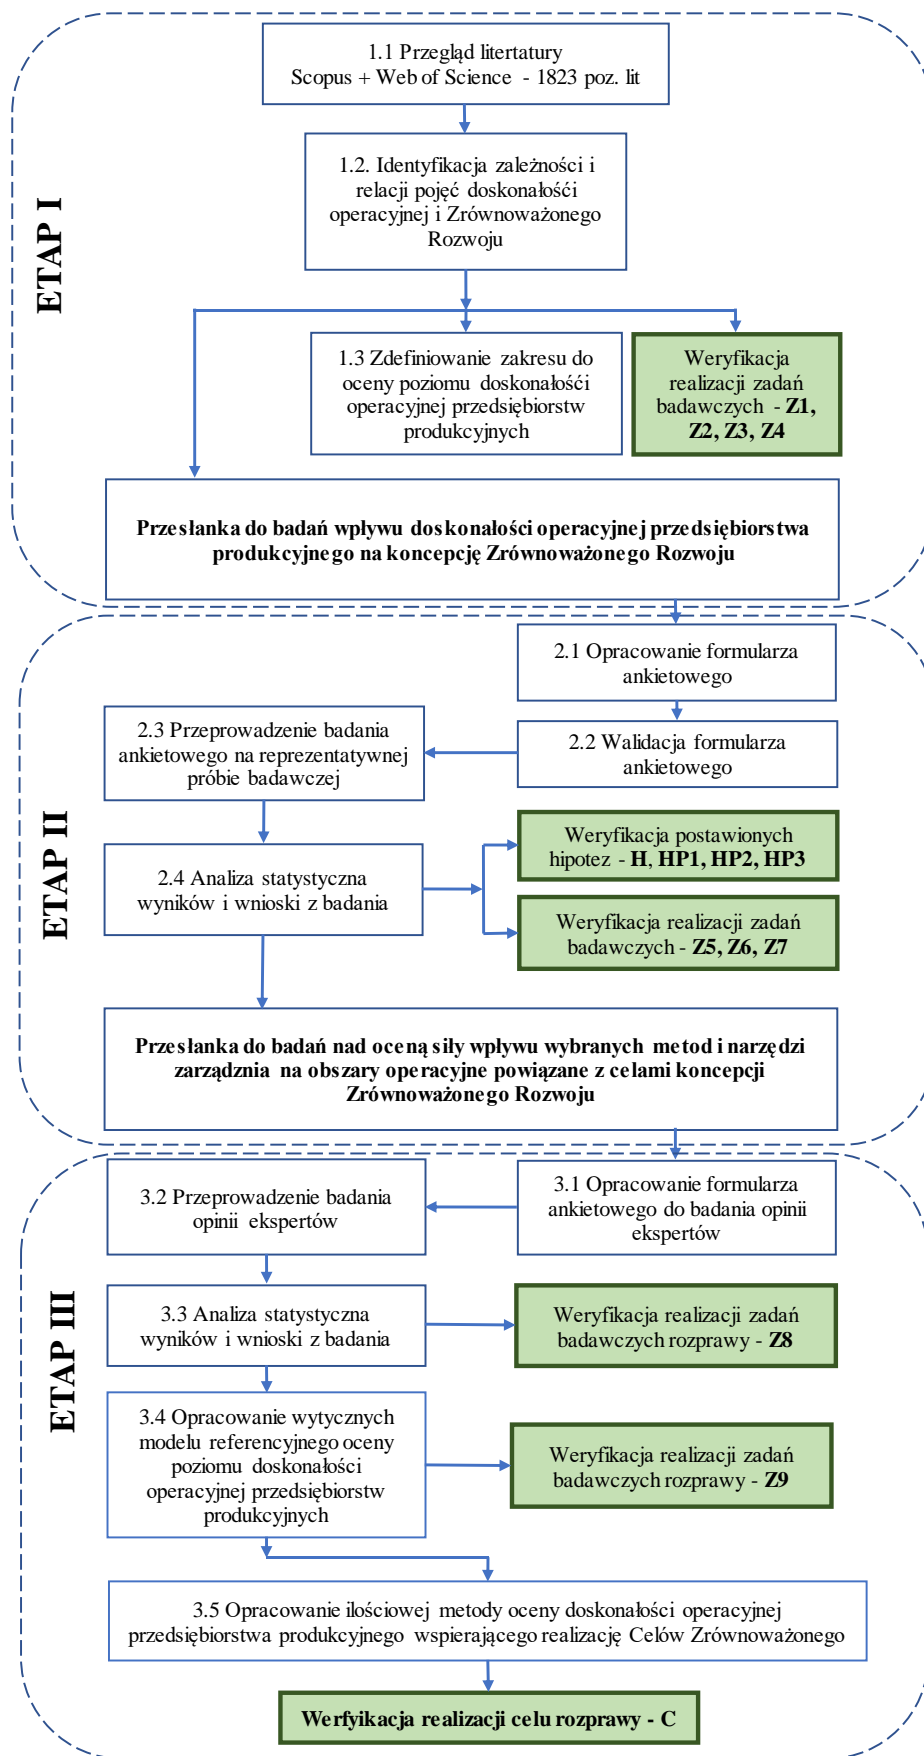 ETAP I
1.1 Przegląd litertatury
Scopus + Web of Science - 1823 poz. lit
1.2. Identyfikacja zależności i
relacji pojęć doskonałośći
operacyjnej i Zrównoważonego
Rozwoju
1.3 Zdefiniowanie zakresu do
oceny poziomu doskonałośći
operacyjnej przedsiębiorstw
produkcyjnych
Weryfikacja
realizacji zadań
badawczych - Z1,
Z2, Z3, Z4
Przesłanka do badań wpływu doskonałości operacyjnej przedsiębiorstwa
produkcyjnego na koncepcję Zrównoważonego Rozwoju
ETAP II
2.1 Opracowanie formularza
ankietowego
2.2 Walidacja formularza
ankietowego
2.3 Przeprowadzenie badania
ankietowego na reprezentatywnej
próbie badawczej
2.4 Analiza statystyczna
wyników i wnioski z badania
Weryfikacja postawionych
hipotez - H, HP1, HP2, HP3
Weryfikacja realizacji zadań
badawczych - Z5, Z6, Z7
Przesłanka do badań nad oceną siły wpływu wybranych metod i narzędzi
zarządznia na obszary operacyjne powiązane z celami koncepcji
Zrównoważonego Rozwoju
ETAP III
3.1 Opracowanie formularza
ankietowego do badania opinii
ekspertów
3.2 Przeprowadzenie badania
opinii ekspertów
3.3 Analiza statystyczna
wyników i wnioski z badania
Weryfikacja realizacji zadań
badawczych rozprawy - Z8
3.4 Opracowanie wytycznych
modelu referencyjnego oceny
poziomu doskonałości
operacyjnej przedsiębiorstw
produkcyjnych
Weryfikacja realizacji zadań
badawczych rozprawy - Z9
3.5 Opracowanie ilościowej metody oceny doskonałości operacyjnej
przedsiębiorstwa produkcyjnego wspierającego realizację Celów Zrównoważonego
Werfyikacja realizacji celu rozprawy - C